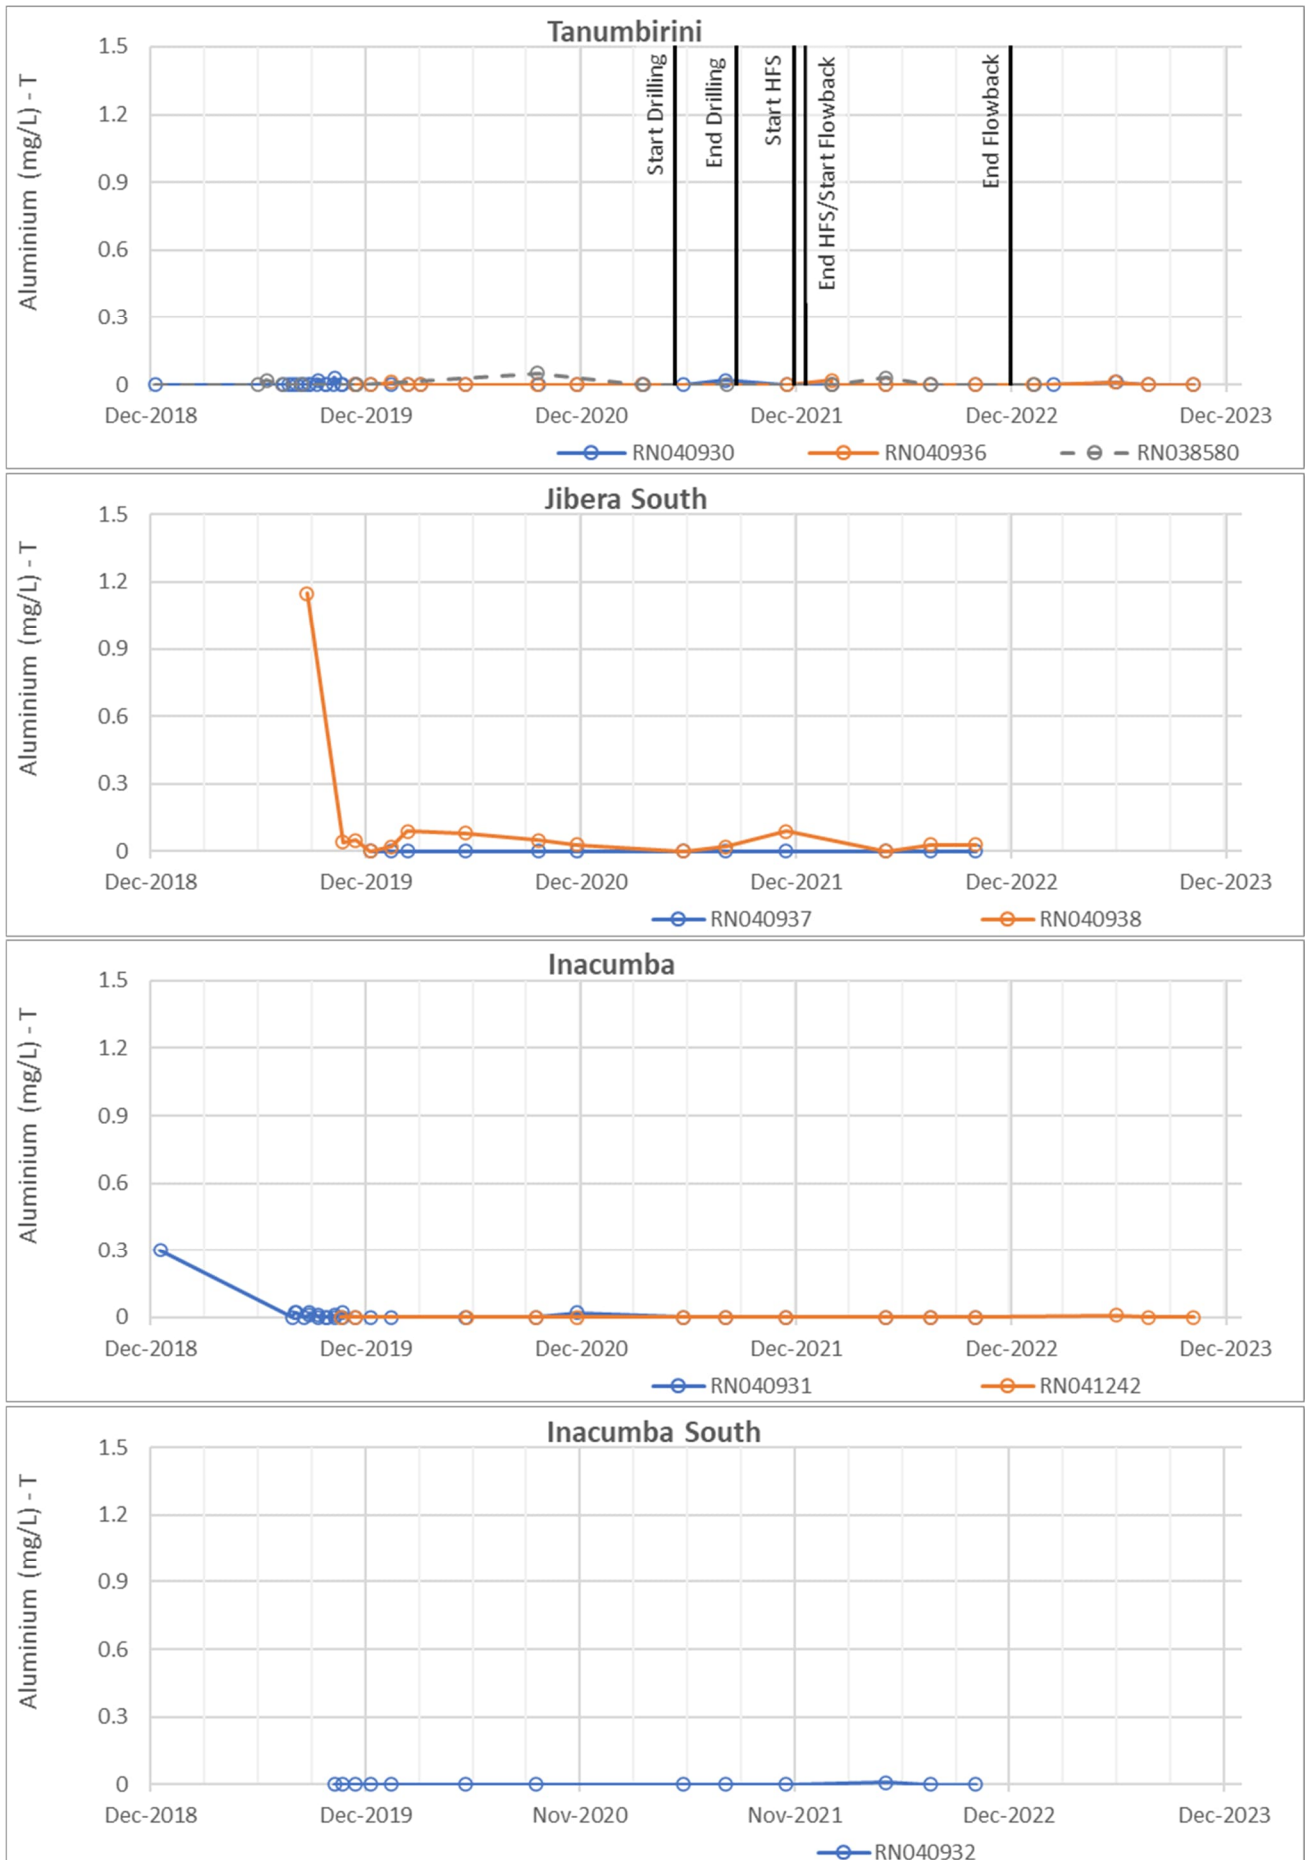 Tanumbirini
Aluminium (mg/L) - T
1.5
1.2
0.9
0.6
0.3
0
Start Drilling
End Drilling
Start HFS
End HFS/Start Flowback
End Flowback
Dec-2018 Dec-2019 Dec-2020 Dec-2021 Dec-2022 Dec-2023
RN040930 RN040936 RN038580
Jibera South
Aluminium (mg/L) - T
1.5
1.2
0.9
0.6
0.3
0
Dec-2018 Dec-2019 Dec-2020 Dec-2021 Dec-2022 Dec-2023
RN040937 RN040938
Inacumba
Aluminium (mg/L) - T
1.5
1.2
0.9
0.6
0.3
0
Dec-2018 Dec-2019 Dec-2020 Dec-2021 Dec-2022 Dec-2023
RN040931 RN041242
Inacumba South
Aluminium (mg/L) - T
1.5
1.2
0.9
0.6
0.3
0
Dec-2018 Dec-2019 Nov-2020 Nov-2021 Dec-2022 Dec-2023
RN040932